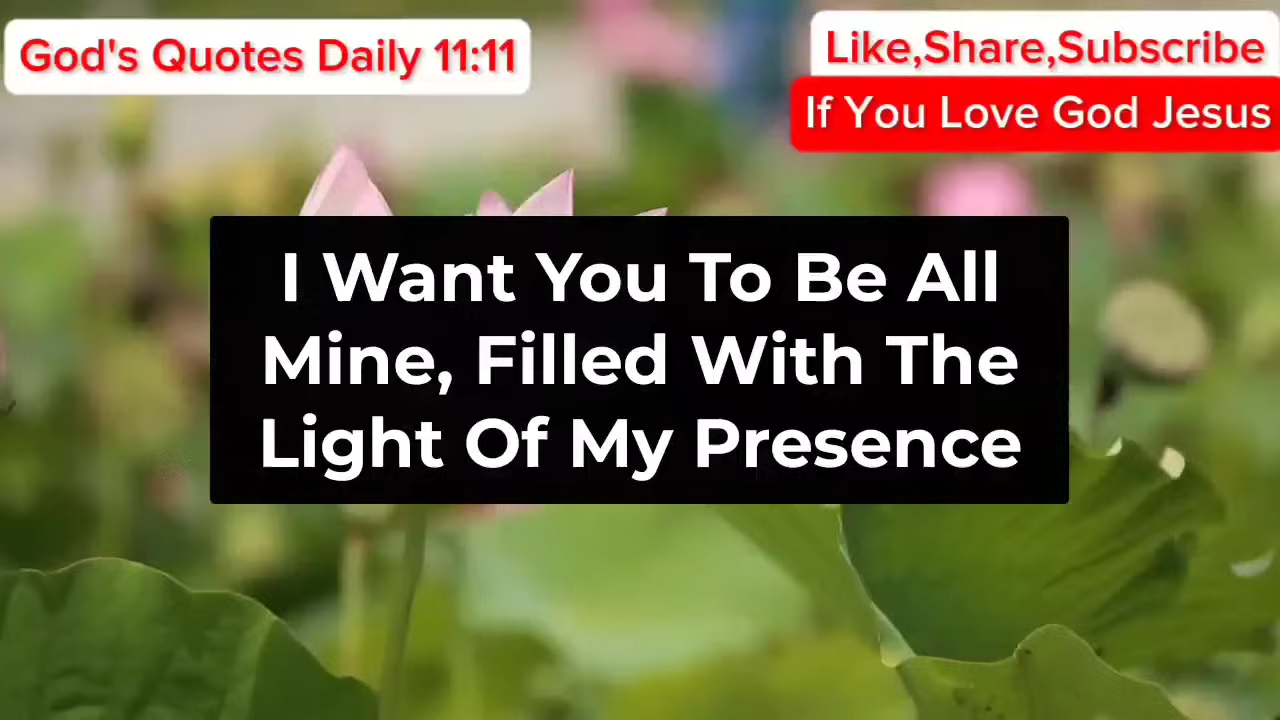 God's Quotes Daily 11:11
Like,Share,Subscribe
If You Love God Jesus
I Want You To Be All
Mine, Filled With The
Light Of My Presence